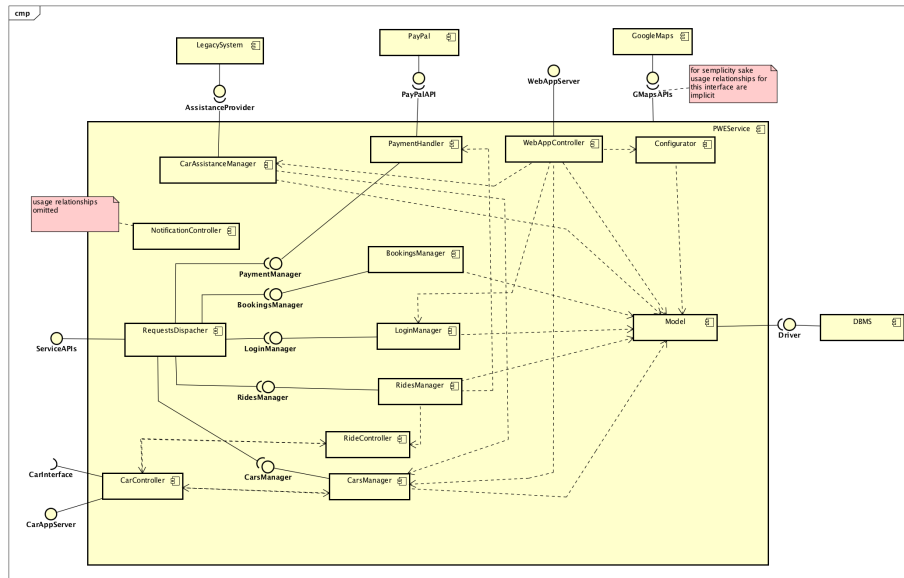 cmp
LegacySystem
PayPal
GoogleMaps
AssistanceProvider
PayPalAPI
WebAppServer
GMapsAPIs
for semplicity sake
usage relationships for
this interface are
implicit
PWEService
CarAssistanceManager
PaymentHandler
WebAppController
Configurator
usage relationships
omitted
NotificationController
PaymentManager
BookingsManager
BookingsManager
RequestsDispacher
ServiceAPIs
LoginManager
LoginManager
Model
Driver
DBMS
RidesManager
RidesManager
RideController
CarInterface
CarController
CarsManager
CarsManager
CarAppServer